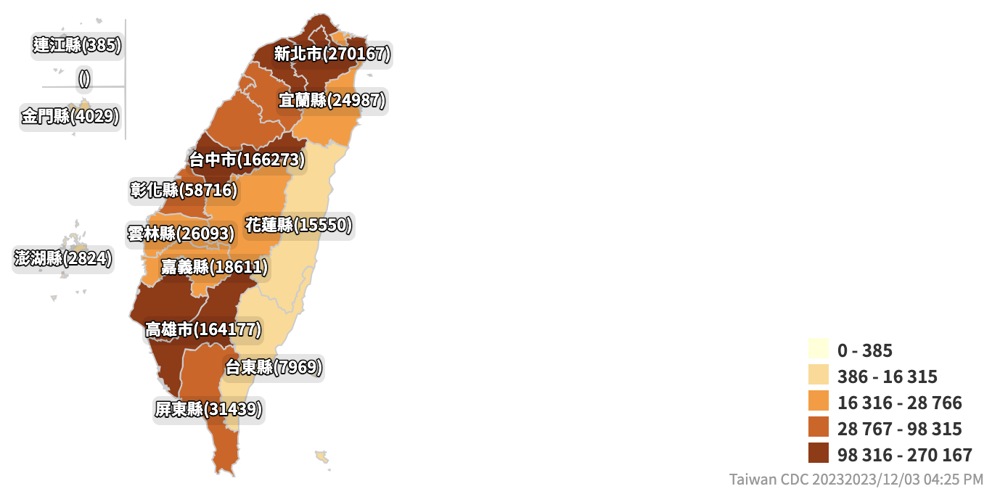 連江縣(385)
()
金門縣(4029)
新北市(270167)
宜蘭縣(24987)
台中市(166273)
彰化縣(58716)
花蓮縣(15550)
雲林縣(26093)
澎湖縣(2824)
嘉義縣(18611)
高雄市(164177)
台東縣(7969)
屏東縣(31439)
0 - 385
386 - 16 315
16 316 - 28 766
28 767 - 98 315
98 316 - 270 167
Taiwan CDC 20232023/12/03 04:25 PM